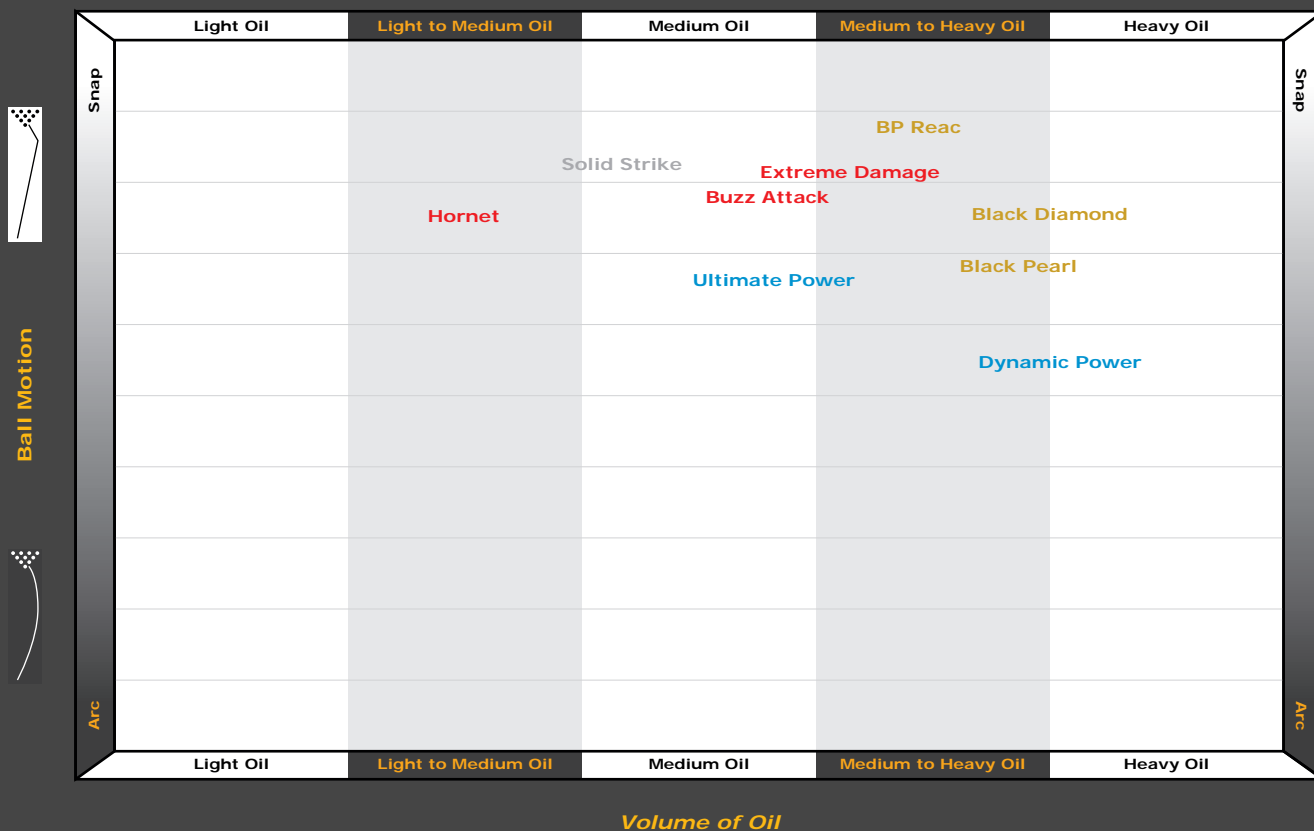 Light Oil Light to Medium Oil Medium Oil Medium to Heavy Oil Heavy Oil
Snap Snap
BP Reac
Solid Strike
Extreme Damage
Buzz Attack
Hornet
Black Diamond
Black Pearl
Ultimate Power
Dynamic Power
Ball Motion
Arc Arc
Light Oil Light to Medium Oil Medium Oil Medium to Heavy Oil Heavy Oil
Volume of Oil